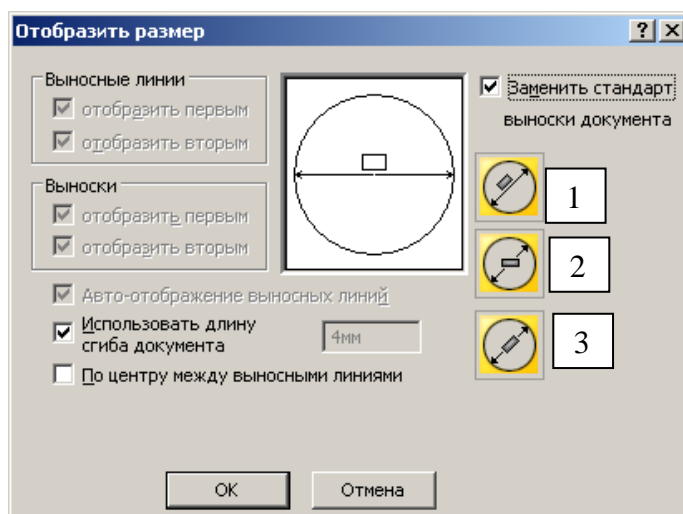 Отобразить размер
Выносные линии
отобразить первым
отобразить вторым
Выноски
отобразить первым
отобразить вторым
Авто-отображение выносных линий
Использовать длину
сгиба документа
4мм
По центру между выносными линиями
Заменить стандарт
выноски документа
1
2
3
OK
Отмена